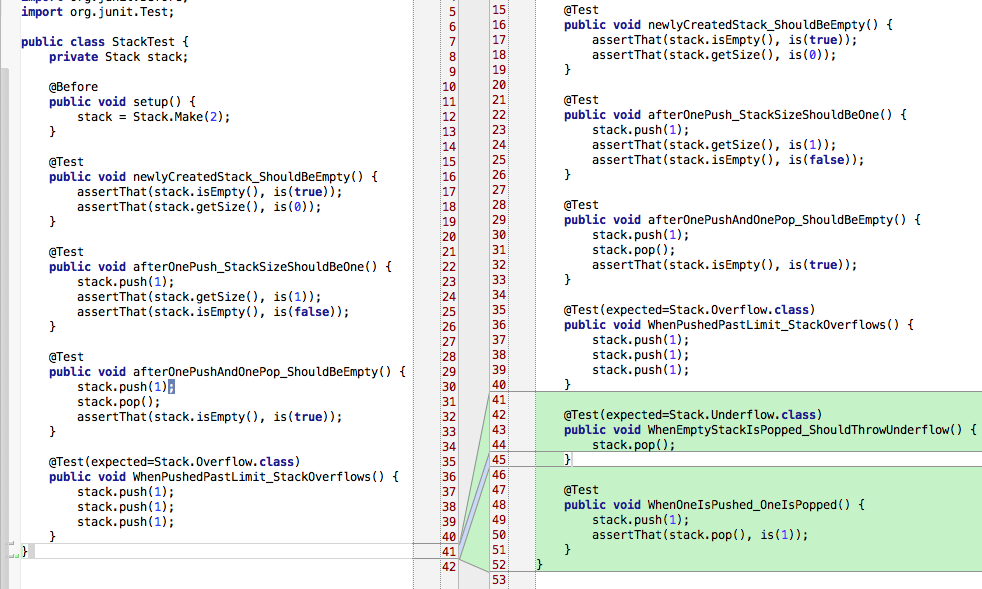 import org.junit.Test; 5
6
public class StackTest { 7
private Stack stack; 8
9
@Before 10
public void setup() { 11
stack = Stack.Make(2); 12
} 13
14
@Test 15
public void newlyCreatedStack_ShouldBeEmpty() { 16
assertThat(stack.isEmpty(), is(true)); 17
assertThat(stack.getSize(), is(0)); 18
} 19
20
@Test 21
public void afterOnePush_StackSizeShouldBeOne() { 22
stack.push(1); 23
assertThat(stack.getSize(), is(1)); 24
assertThat(stack.isEmpty(), is(false)); 25
} 26
27
@Test 28
public void afterOnePushAndOnePop_ShouldBeEmpty() { 29
stack.push(1); 30
stack.pop(); 31
assertThat(stack.isEmpty(), is(true)); 32
} 33
34
@Test(expected=Stack.Overflow.class) 35
public void WhenPushedPastLimit_StackOverflows() { 36
stack.push(1); 37
stack.push(1); 38
stack.push(1); 39
} 40
} 41
42
15 @Test
16 public void newlyCreatedStack_ShouldBeEmpty() {
17 assertThat(stack.isEmpty(), is(true));
18 assertThat(stack.getSize(), is(0));
19 }
20
21 @Test
22 public void afterOnePush_StackSizeShouldBeOne() {
23 stack.push(1);
24 assertThat(stack.getSize(), is(1));
25 assertThat(stack.isEmpty(), is(false));
26 }
27
28 @Test
29 public void afterOnePushAndOnePop_ShouldBeEmpty() {
30 stack.push(1);
31 stack.pop();
32 assertThat(stack.isEmpty(), is(true));
33 }
34
35 @Test(expected=Stack.Overflow.class)
36 public void WhenPushedPastLimit_StackOverflows() {
37 stack.push(1);
38 stack.push(1);
39 stack.push(1);
40 }
41
42 @Test(expected=Stack.Underflow.class)
43 public void WhenEmptyStackIsPopped_ShouldThrowUnderflow() {
44 stack.pop();
45 }
46
47 @Test
48 public void WhenOneIsPushed_OneIsPopped() {
49 stack.push(1);
50 assertThat(stack.pop(), is(1));
51 }
52 }
53